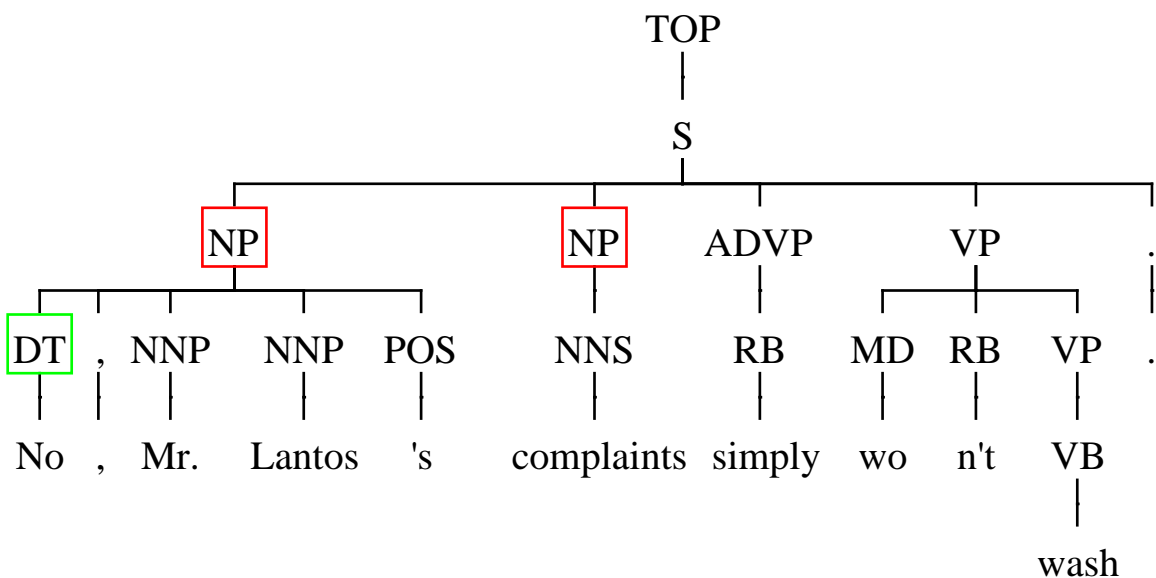 TOP
S
NP NP ADVP VP .
DT , NNP NNP POS NNS RB MD RB VP .
No , Mr. Lantos 's complaints simply wo n't VB
wash